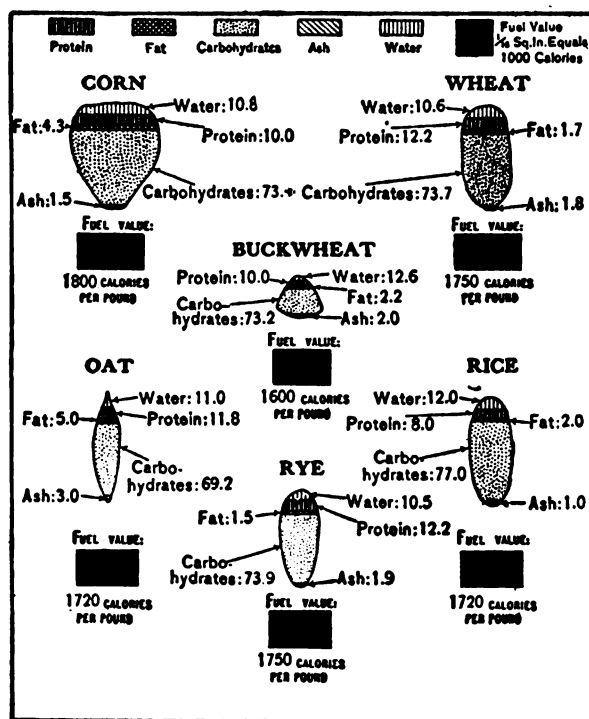 Protein Fat Carbohydrates Ash Water
Fuel Value
1/10 Sq.In.Equals
1000 Calories
CORN
Water:10.8
Fat:4.3
Protein:10.0
Carbohydrates:73.4
Ash:1.5
FUEL VALUE:
1800 CALORIES
PER POUND
WHEAT
Water:10.6
Protein:12.2
Fat:1.7
Carbohydrates:73.7
Ash:1.8
FUEL VALUE:
1750 CALORIES
PER POUND
BUCKWHEAT
Protein:10.0
Water:12.6
Fat:2.2
Carbo-
hydrates:73.2
Ash:2.0
FUEL VALUE:
1600 CALORIES
PER POUND
OAT
Water:11.0
Fat:5.0
Protein:11.8
Carbo-
hydrates:69.2
Ash:3.0
FUEL VALUE:
1720 CALORIES
PER POUND
RYE
Water:10.5
Fat:1.5
Protein:12.2
Carbo-
hydrates:73.9
Ash:1.9
FUEL VALUE:
1750 CALORIES
PER POUND
RICE
Water:12.0
Protein:8.0
Fat:2.0
Carbo-
hydrates:77.0
Ash:1.0
FUEL VALUE:
1720 CALORIES
PER POUND